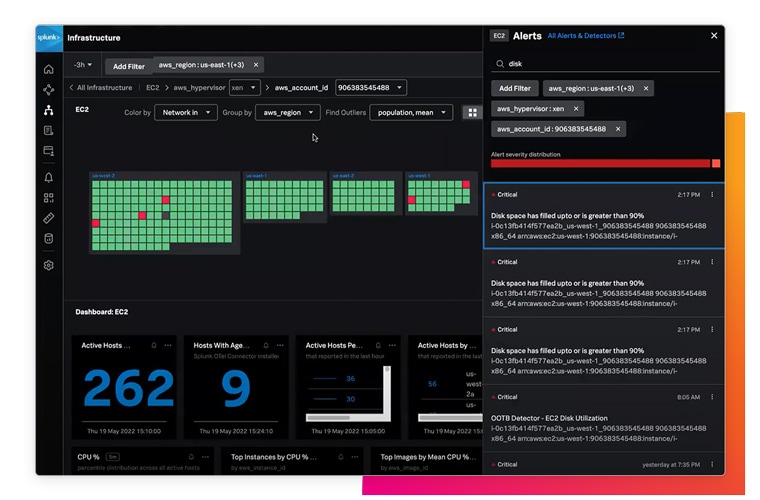 splunk>
Infrastructure
-3h
Add Filter
aws_region : us-east-1(+3) ×
< All Infrastructure | EC2 > aws_hypervisor xen > aws_account_id 906383545488
EC2
Color by Network in
Group by aws_region
Find Outliers population, mean
us-west-2
us-east-1
us-east-2
us-west-1
Dashboard: EC2
Active Hosts ...
262
Thu 19 May 2022 15:10:00
Hosts With Age...
Splunk OTel Connector installed
9
Thu 19 May 2022 15:24:10
Active Hosts Pe...
that reported in the last hour
36
30
Thu 19 May 2022 15:05:00
Active Hosts by ...
that reported in the last
56
us-
west-
2a
us-
Thu 19 May 2022 15
CPU % 5m
percentile distribution across all active hosts
Top Instances by CPU % ...
by aws_instance_id
Top Images by Mean CPU %...
by aws_image_id
EC2 Alerts All Alerts & Detectors ×
disk
Add Filter
aws_region : us-east-1(+3) ×
aws_hypervisor : xen ×
aws_account_id : 906383545488 ×
Alert severity distribution
Critical 2:17 PM
Disk space has filled upto or is greater than 90%
i-0c13fb414f577ea2b_us-west-1_906383545488 906383545488
x86_64 arn:aws:ec2:us-west-1:906383545488:instance/i-
Critical 2:17 PM
Disk space has filled upto or is greater than 90%
i-0c13fb414f577ea2b_us-west-1_906383545488 906383545488
x86_64 arn:aws:ec2:us-west-1:906383545488:instance/i-
Critical 2:17 PM
Disk space has filled upto or is greater than 90%
i-0c13fb414f577ea2b_us-west-1_906383545488 906383545488
x86_64 arn:aws:ec2:us-west-1:906383545488:instance/i-
Critical 8:05 AM
OOTB Detector - EC2 Disk Utilization
i-0c13fb414f577ea2b_us-west-1_906383545488 906383545488
x86_64 arn:aws:ec2:us-west-1:906383545488:instance/i-
Critical yesterday at 7:35 PM